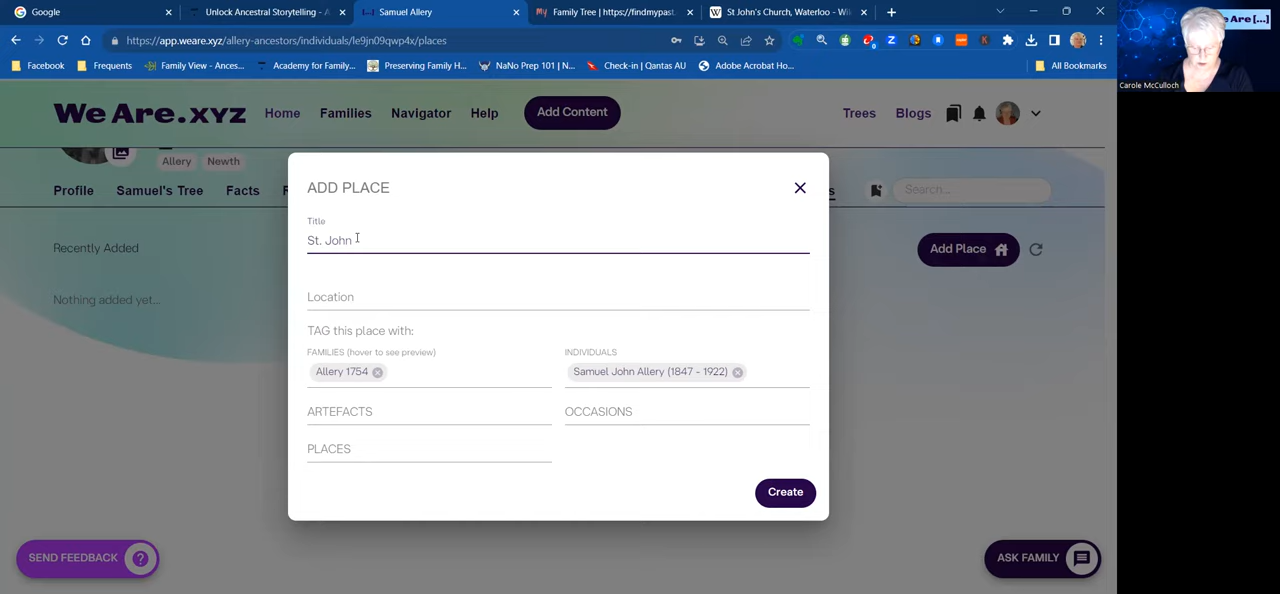 Google
Unlock Ancestral Storytelling - A
Samuel Allery
Family Tree | https://findmypast.
St John's Church, Waterloo - Wik
https://app.weare.xyz/allery-ancestors/individuals/le9jn09qwp4x/places
Facebook
Frequents
Family View - Ances...
Academy for Family...
Preserving Family H...
NaNo Prep 101 | N...
Check-in | Qantas AU
Adobe Acrobat Ho...
All Bookmarks
e Are [...]
Carole McCulloch
We Are.xyz
Home
Families
Navigator
Help
Add Content
Trees
Blogs
Allery
Newth
Profile
Samuel's Tree
Facts
Search...
Recently Added
Add Place
Nothing added yet...
ADD PLACE
Title
St. John
Location
TAG this place with:
FAMILIES (hover to see preview)
INDIVIDUALS
Allery 1754
Samuel John Allery (1847 - 1922)
ARTEFACTS
OCCASIONS
PLACES
Create
SEND FEEDBACK ?
ASK FAMILY